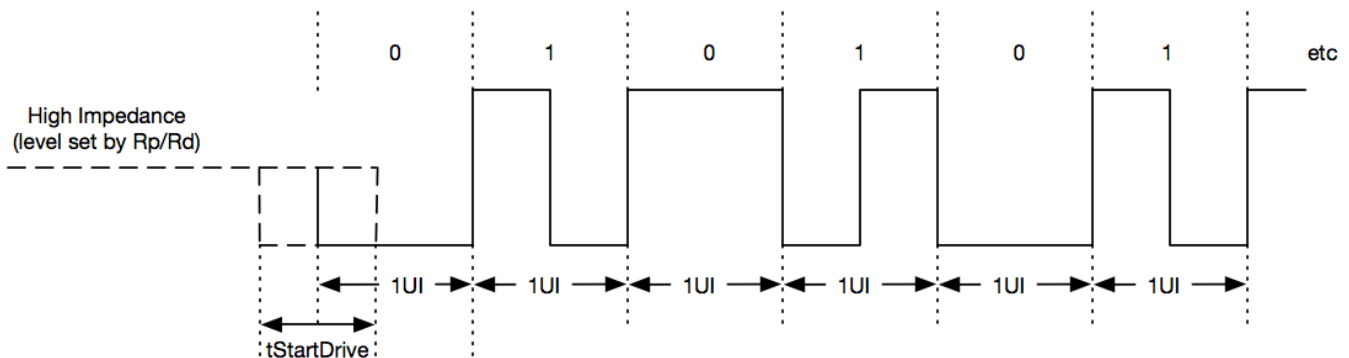 0 1 0 1 0 1 etc
High Impedance
(level set by Rp/Rd)
1UI 1UI 1UI 1UI 1UI 1UI
tStartDrive